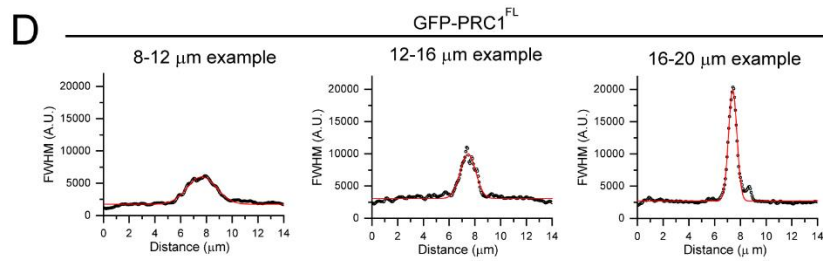 D
GFP-PRC1FL
8-12 μm example
12-16 μm example
16-20 μm example
FWHM (A.U.)
20000
15000
10000
5000
0
0 2 4 6 8 10 12 14
Distance (μm)
FWHM (A.U.)
20000
15000
10000
5000
0
0 2 4 6 8 10 12 14
Distance (μm)
FWHM (A.U.)
20000
15000
10000
5000
0
0 2 4 6 8 10 12 14
Distance (μ m)